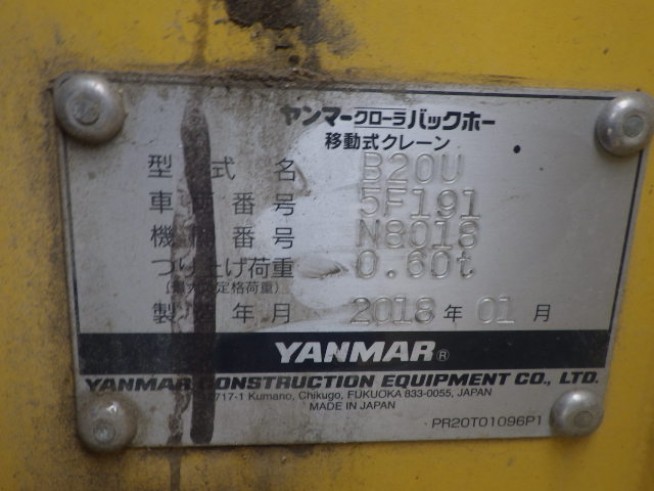 ヤンマークローラバックホー
移動式クレーン
型式名 B20U
車 番号 5F191
機 番号 N8018
つり上げ荷重 0.60t
定格荷重)
製 年月 2018年01月
YANMAR®
YANMAR CONSTRUCTION EQUIPMENT CO., LTD.
717-1 Kumano, Chikugo, FUKUOKA 833-0055, JAPAN
MADE IN JAPAN
PR20T01096P1